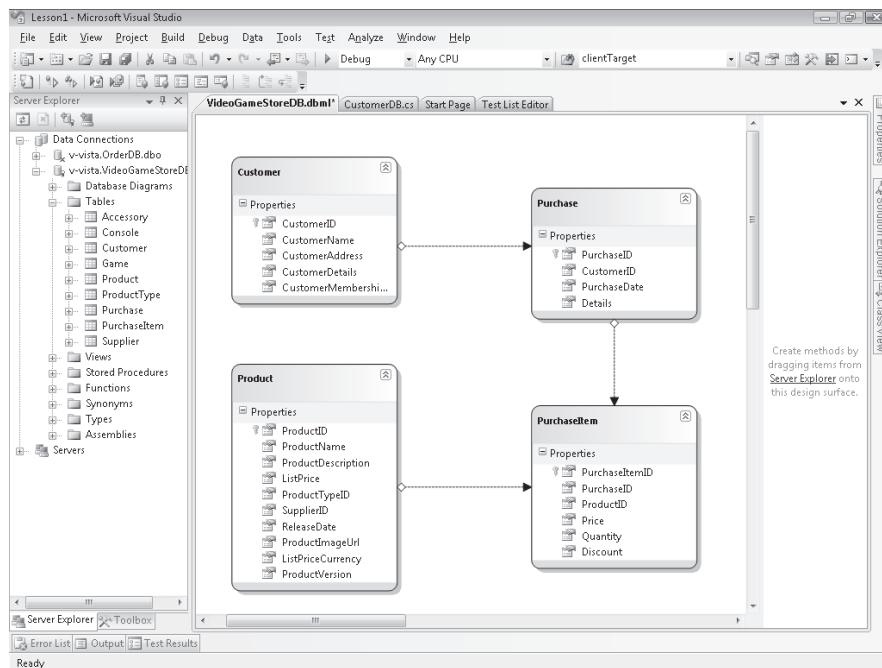 Lesson1 - Microsoft Visual Studio
File Edit View Project Build Debug Data Tools Test Analyze Window Help
Debug Any CPU clientTarget
Server Explorer
VideoGameStoreDB.dbml* CustomerDB.cs Start Page Test List Editor
Data Connections
v-vista.OrderDB.dbo
v-vista.VideoGameStoreDB
Database Diagrams
Tables
Accessory
Console
Customer
Game
Product
ProductType
Purchase
PurchaseItem
Supplier
Views
Stored Procedures
Functions
Synonyms
Types
Assemblies
Servers
Customer
Properties
CustomerID
CustomerName
CustomerAddress
CustomerDetails
CustomerMembershi...
Purchase
Properties
PurchaseID
CustomerID
PurchaseDate
Details
Product
Properties
ProductID
ProductName
ProductDescription
ListPrice
ProductTypeID
SupplierID
ReleaseDate
ProductImageUrl
ListPriceCurrency
ProductVersion
PurchaseItem
Properties
PurchaseItemID
PurchaseID
ProductID
Price
Quantity
Discount
Create methods by
dragging items from
Server Explorer onto
this design surface.
Properties
Solution Explorer
Class View
Server Explorer Toolbox
Error List Output Test Results
Ready